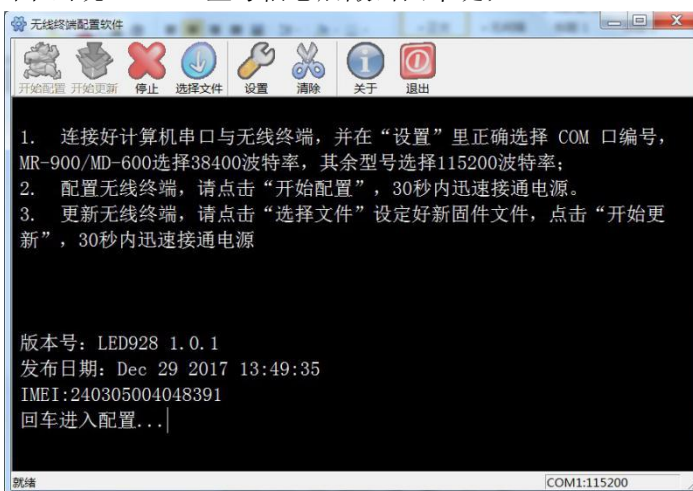 无线终端配置软件
开始配置 开始更新 停止 选择文件 设置 清除 关于 退出
1. 连接好计算机串口与无线终端，并在“设置”里正确选择 COM 口编号，
MR-900/MD-600选择38400波特率，其余型号选择115200波特率；
2. 配置无线终端，请点击“开始配置”，30秒内迅速接通电源。
3. 更新无线终端，请点击“选择文件”设定好新固件文件，点击“开始更
新”，30秒内迅速接通电源
版本号：LED928 1.0.1
发布日期：Dec 29 2017 13:49:35
IMEI:240305004048391
回车进入配置...
就绪 COM1:115200